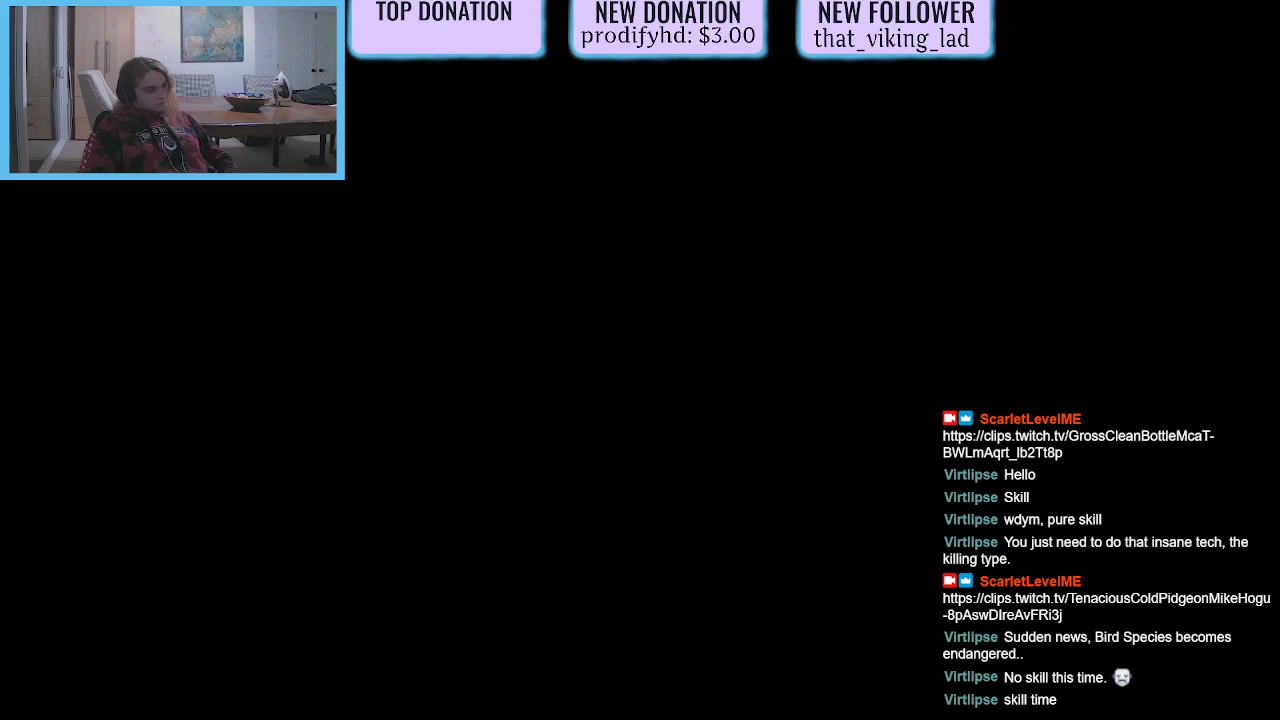 TOP DONATION
NEW DONATION
prodifyhd: $3.00
NEW FOLLOWER
that_viking_lad
ScarletLevelME
https://clips.twitch.tv/GrossCleanBottleMcaT-
BWLmAqrt_Ib2Tt8p
Virtlipse Hello
Virtlipse Skill
Virtlipse wdym, pure skill
Virtlipse You just need to do that insane tech, the
killing type.
ScarletLevelME
https://clips.twitch.tv/TenaciousColdPidgeonMikeHogu
-8pAswDIreAvFRi3j
Virtlipse Sudden news, Bird Species becomes
endangered..
Virtlipse No skill this time.
Virtlipse skill time